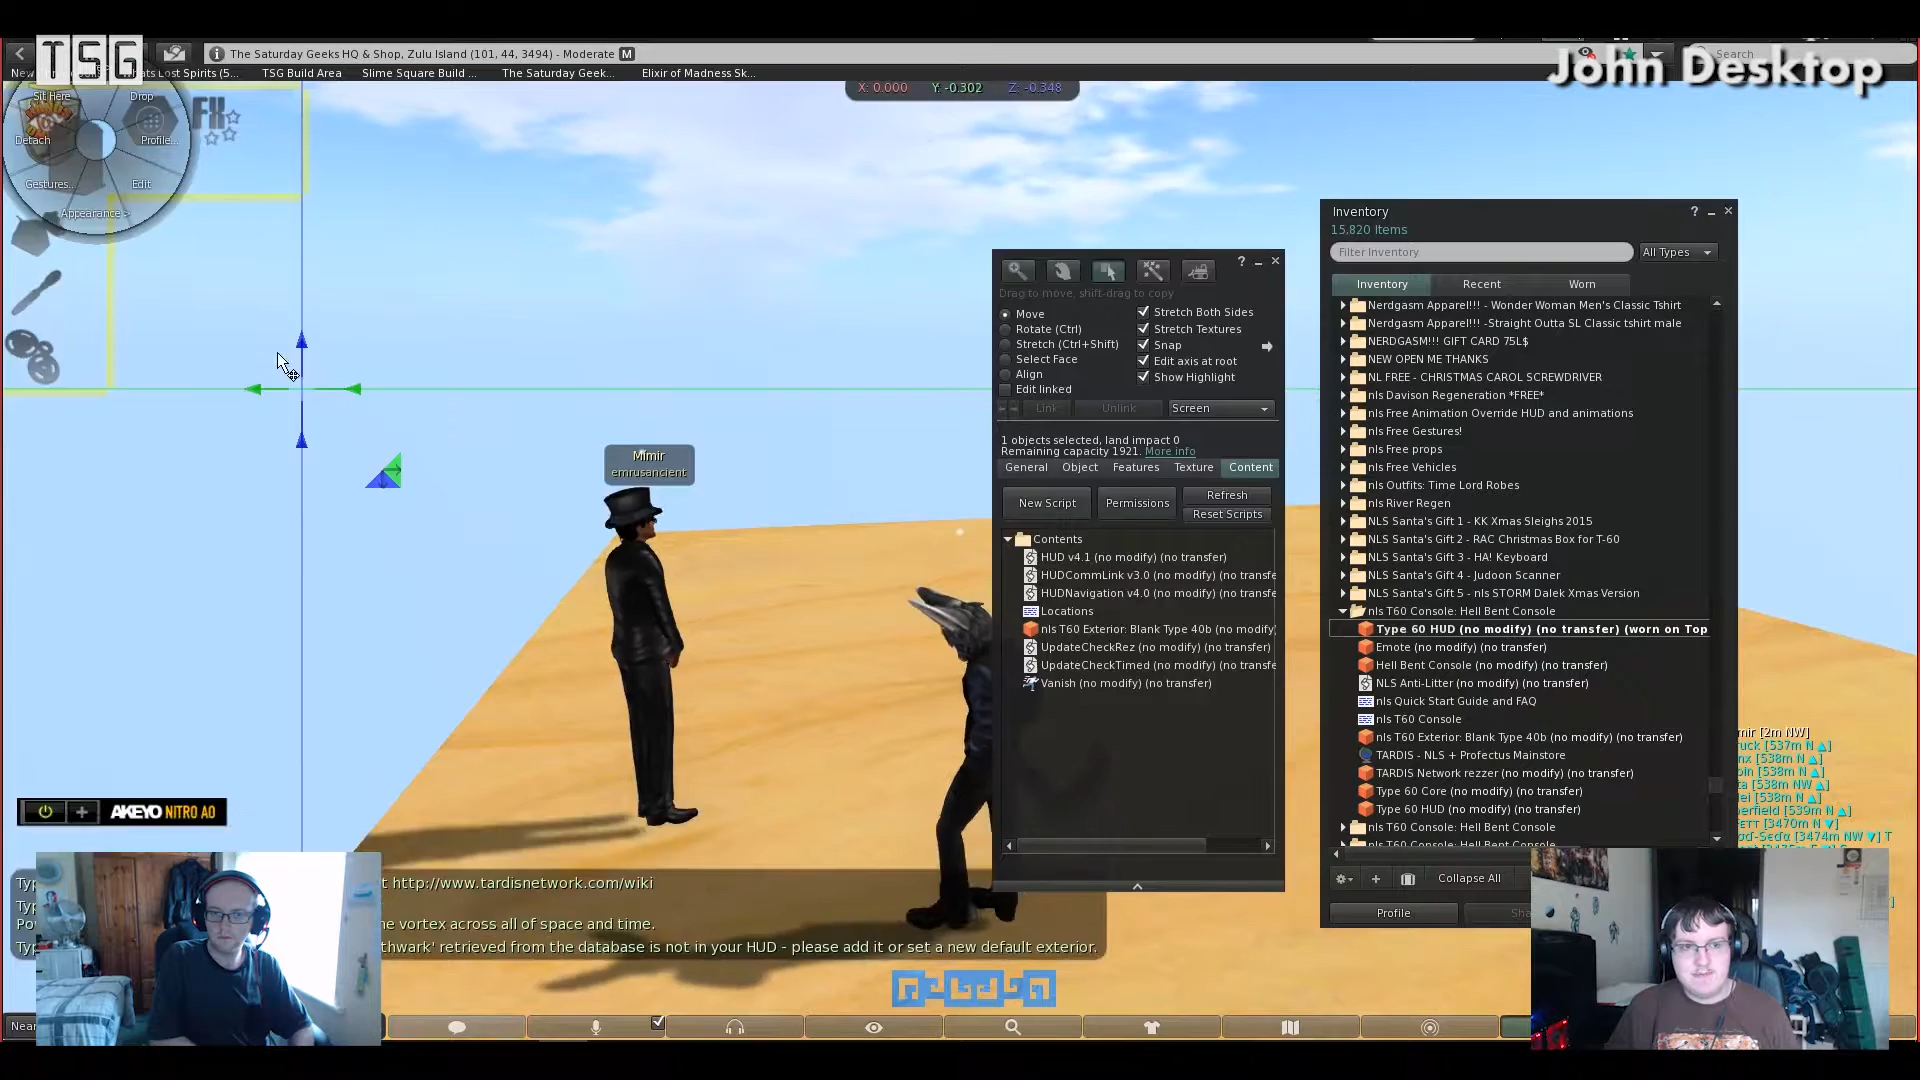 TSG
The Saturday Geeks HQ & Shop, Zulu Island (101, 44, 3494) - Moderate M
Search
John Desktop
TSG Build Area
Slime Square Build ...
The Saturday Geek...
Elixir of Madness Sk...
X: 0.000 Y: -0.302 Z: -0.348
Sit Here
Drop
Detach
Profile...
Gestures...
Edit
Appearance >
FX
Mimir
emrusancient
AKEYO NITRO AO
Drag to move, shift-drag to copy
Move
Rotate (Ctrl)
Stretch (Ctrl+Shift)
Select Face
Align
Edit linked
Stretch Both Sides
Stretch Textures
Snap
Edit axis at root
Show Highlight
Link
Unlink
Screen
1 objects selected, land impact 0
Remaining capacity 1921. More info
General Object Features Texture Content
New Script
Permissions
Refresh
Reset Scripts
Contents
HUD v4.1 (no modify) (no transfer)
HUDCommLink v3.0 (no modify) (no transfe
HUDNavigation v4.0 (no modify) (no transfe
Locations
nls T60 Exterior: Blank Type 40b (no modify)
UpdateCheckRez (no modify) (no transfer)
UpdateCheckTimed (no modify) (no transfe
Vanish (no modify) (no transfer)
Inventory
15,820 Items
Filter Inventory
All Types
Inventory Recent Worn
Nerdgasm Apparel!!! - Wonder Woman Men's Classic Tshirt
Nerdgasm Apparel!!! -Straight Outta SL Classic tshirt male
NERDGASM!!! GIFT CARD 75L$
NEW OPEN ME THANKS
NL FREE - CHRISTMAS CAROL SCREWDRIVER
nls Davison Regeneration *FREE*
nls Free Animation Override HUD and animations
nls Free Gestures!
nls Free props
nls Free Vehicles
nls Outfits: Time Lord Robes
nls River Regen
NLS Santa's Gift 1 - KK Xmas Sleighs 2015
NLS Santa's Gift 2 - RAC Christmas Box for T-60
NLS Santa's Gift 3 - HA! Keyboard
NLS Santa's Gift 4 - Judoon Scanner
NLS Santa's Gift 5 - nls STORM Dalek Xmas Version
nls T60 Console: Hell Bent Console
Type 60 HUD (no modify) (no transfer) (worn on Top
Emote (no modify) (no transfer)
Hell Bent Console (no modify) (no transfer)
NLS Anti-Litter (no modify) (no transfer)
nls Quick Start Guide and FAQ
nls T60 Console
nls T60 Exterior: Blank Type 40b (no modify) (no transfer)
TARDIS - NLS + Profectus Mainstore
TARDIS Network rezzer (no modify) (no transfer)
Type 60 Core (no modify) (no transfer)
Type 60 HUD (no modify) (no transfer)
nls T60 Console: Hell Bent Console
Collapse All
Profile
mir [2m NW]
ruck [537m N ▲]
nx [538m N ▲]
oin [538m N ▲]
ta [538m NW ▲]
lei [538m N ▲]
perfield [539m N ▲]
t http://www.tardisnetwork.com/wiki
ne vortex across all of space and time.
thwark' retrieved from the database is not in your HUD - please add it or set a new default exterior.